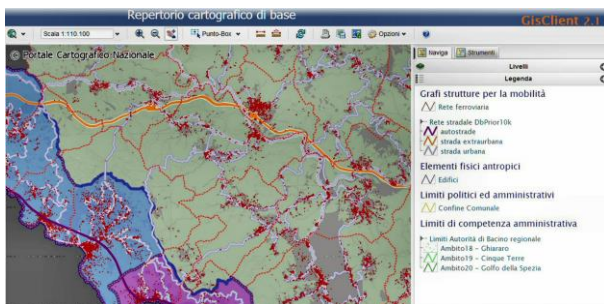 Repertorio cartografico di base
GisClient 2.1
Scala 1:110.100
Punto-Box
Opzioni
© Portale Cartografico Nazionale
Naviga
Strumenti
Livelli
Legenda
Grafi strutture per la mobilità
Rete ferroviaria
Rete stradale DbPrior10k
autostrade
strada extraurbana
strada urbana
Elementi fisici antropici
Edifici
Limiti politici ed amministrativi
Confine Comunale
Limiti di competenza amministrativa
Limiti Autorità di Bacino regionale
Ambito18 - Ghiararo
Ambito19 - Cinque Terre
Ambito20 - Golfo della Spezia